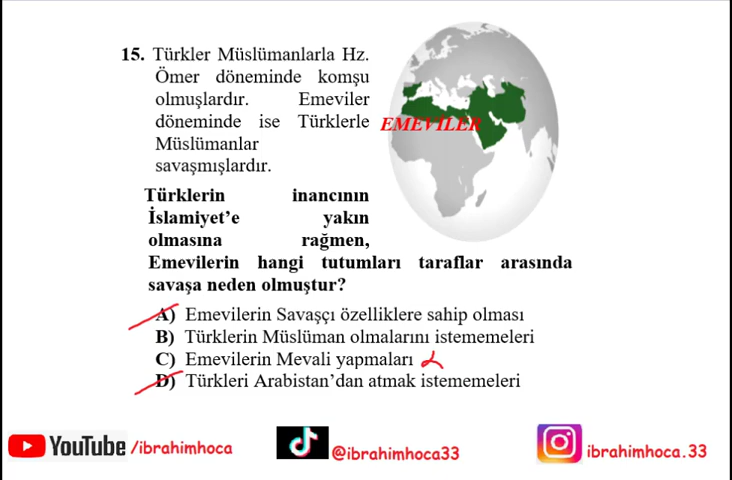 15. Türkler Müslümanlarla Hz.
Ömer döneminde komşu
olmuşlardır. Emeviler
döneminde ise Türklerle
Müslümanlar
savaşmışlardır.
EMEVİLER
Türklerin inancının
İslamiyet’e yakın
olmasına rağmen,
Emevilerin hangi tutumları taraflar arasında
savaşa neden olmuştur?
A) Emevilerin Savaşçı özelliklere sahip olması
B) Türklerin Müslüman olmalarını istememeleri
C) Emevilerin Mevali yapmaları
D) Türkleri Arabistan’dan atmak istememeleri
YouTube /ibrahimhoca
@ibrahimhoca33
ibrahimhoca.33